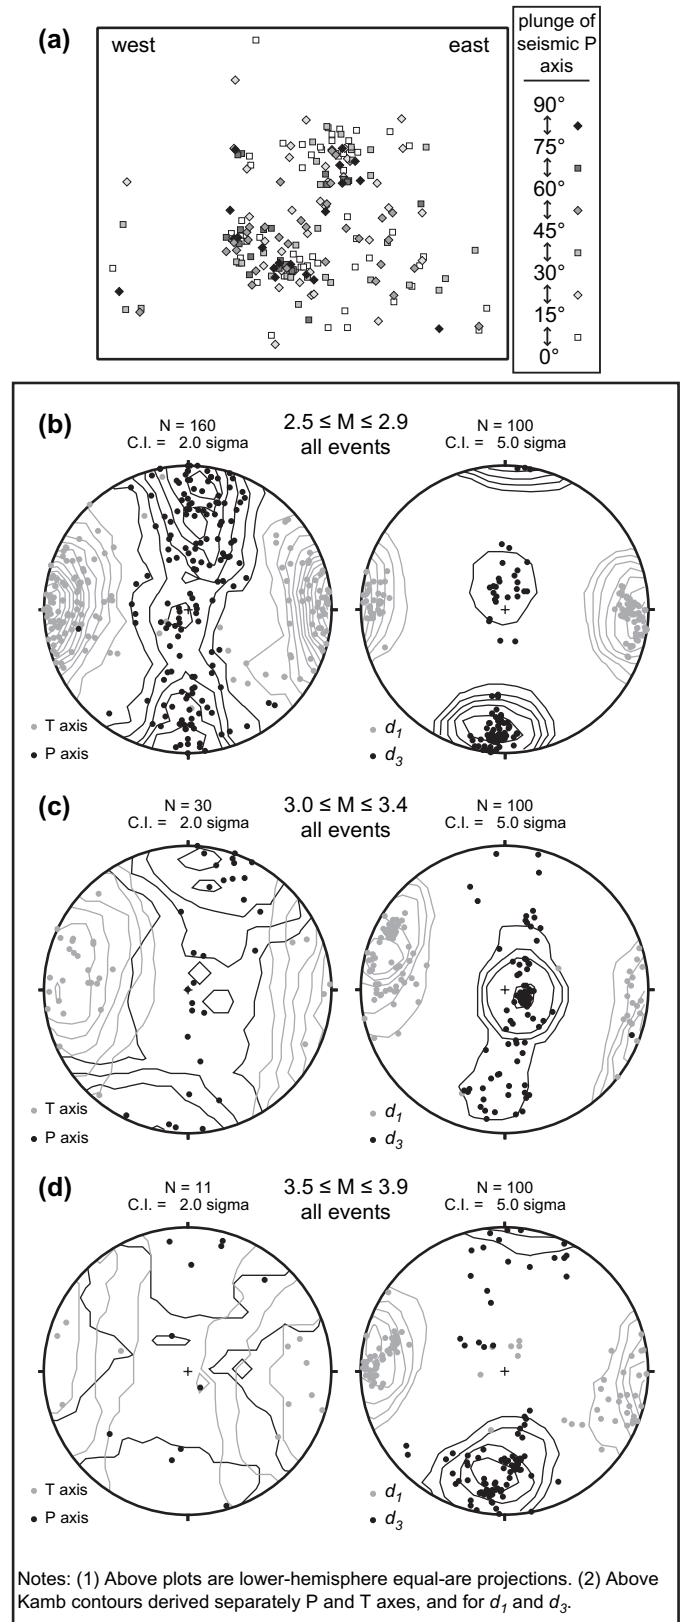 (a)
west
east
plunge of
seismic P
axis
90°
75°
60°
45°
30°
15°
0°
(b)
N = 160
C.I. = 2.0 sigma
2.5 ≤ M ≤ 2.9
all events
N = 100
C.I. = 5.0 sigma
T axis
P axis
d1
d3
(c)
N = 30
C.I. = 2.0 sigma
3.0 ≤ M ≤ 3.4
all events
N = 100
C.I. = 5.0 sigma
T axis
P axis
d1
d3
(d)
N = 11
C.I. = 2.0 sigma
3.5 ≤ M ≤ 3.9
all events
N = 100
C.I. = 5.0 sigma
T axis
P axis
d1
d3
Notes: (1) Above plots are lower-hemisphere equal-are projections. (2) Above
Kamb contours derived separately P and T axes, and for d1 and d3.